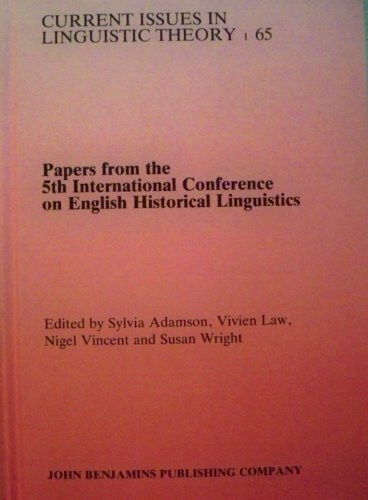 CURRENT ISSUES IN
LINGUISTIC THEORY | 65
Papers from the
5th International Conference
on English Historical Linguistics
Edited by Sylvia Adamson, Vivien Law,
Nigel Vincent and Susan Wright
JOHN BENJAMINS PUBLISHING COMPANY